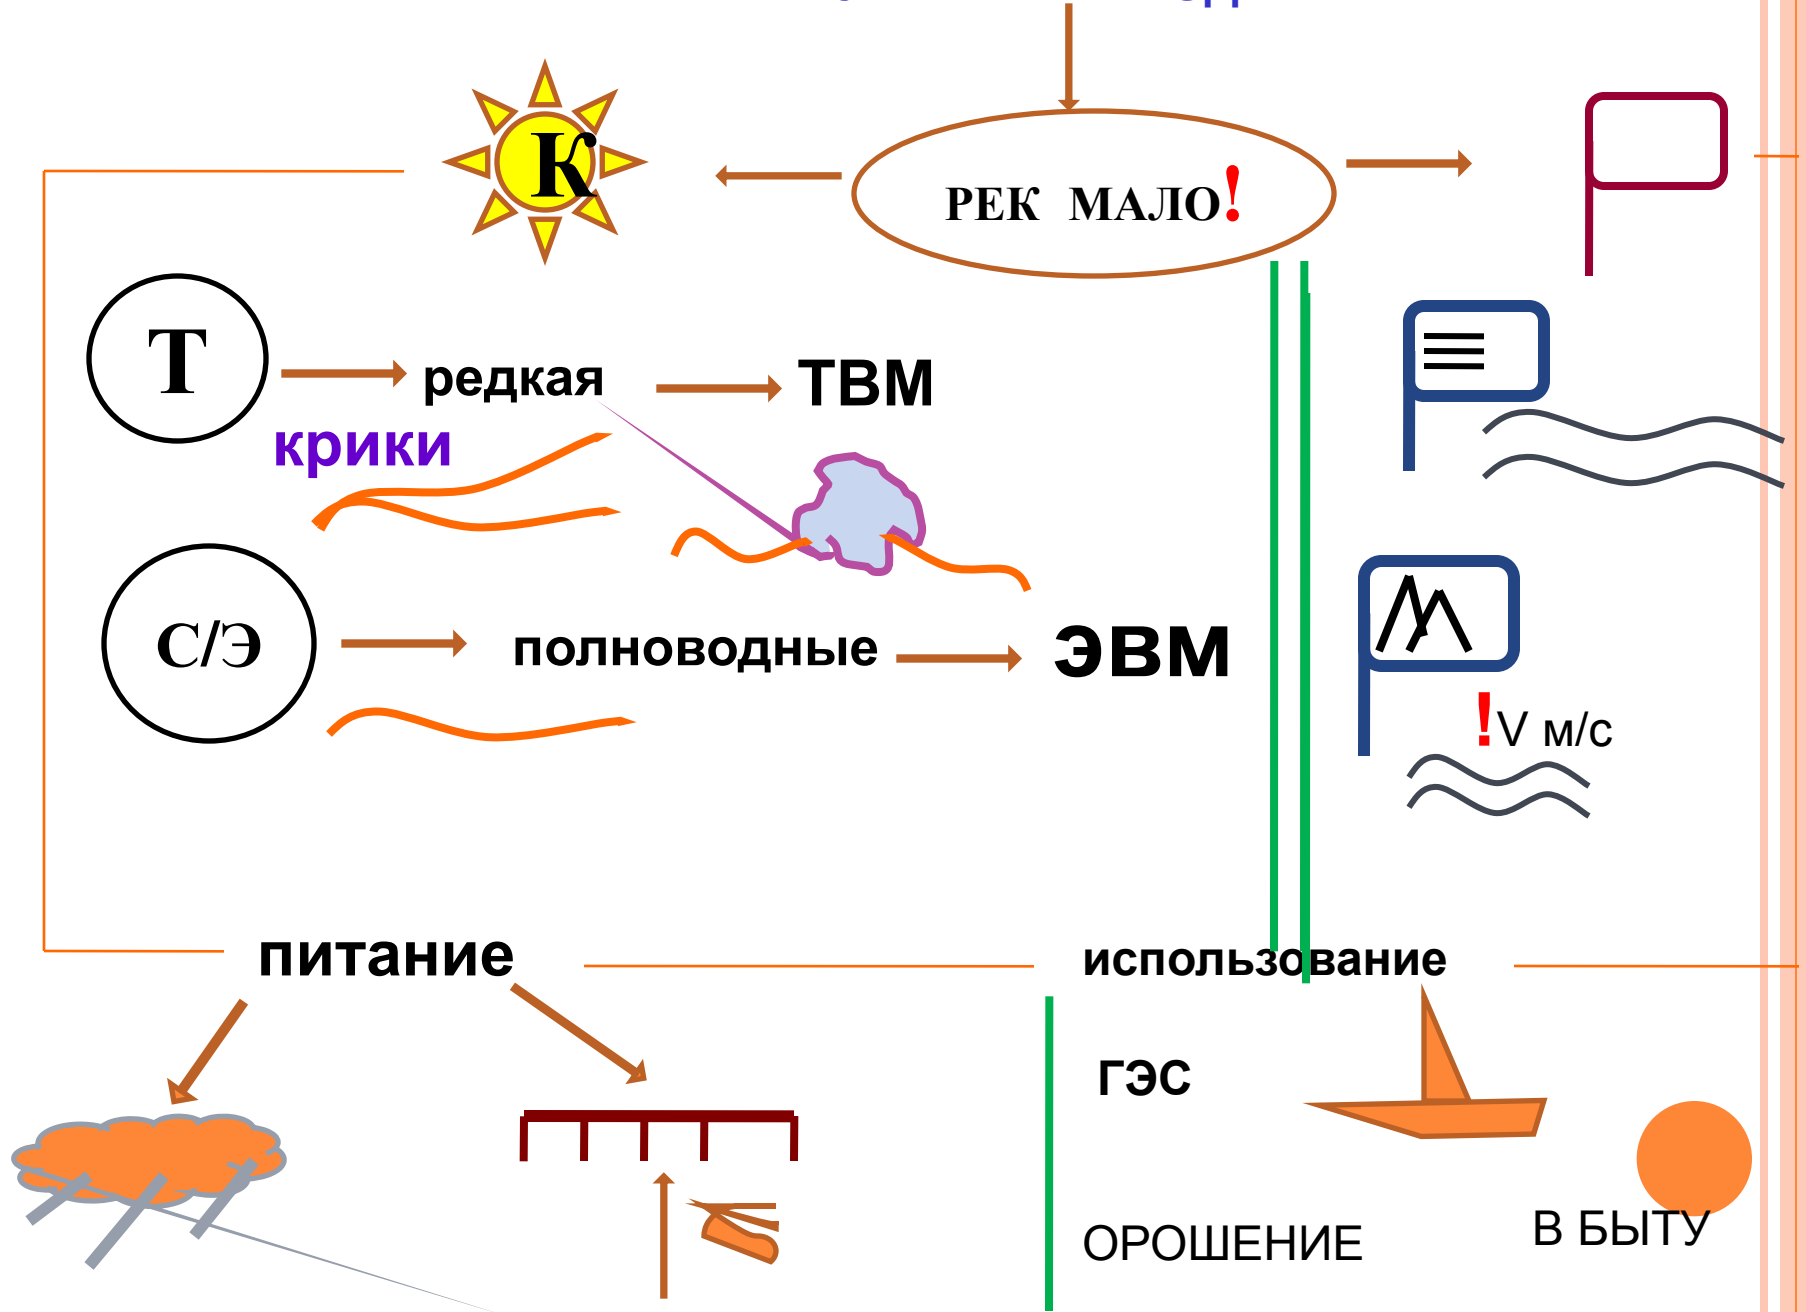 К
РЕК МАЛО!
Т
редкая
ТВМ
крики
С/Э
полноводные
ЭВМ
!V м/с
питание
использование
ГЭС
ОРОШЕНИЕ
В БЫТУ